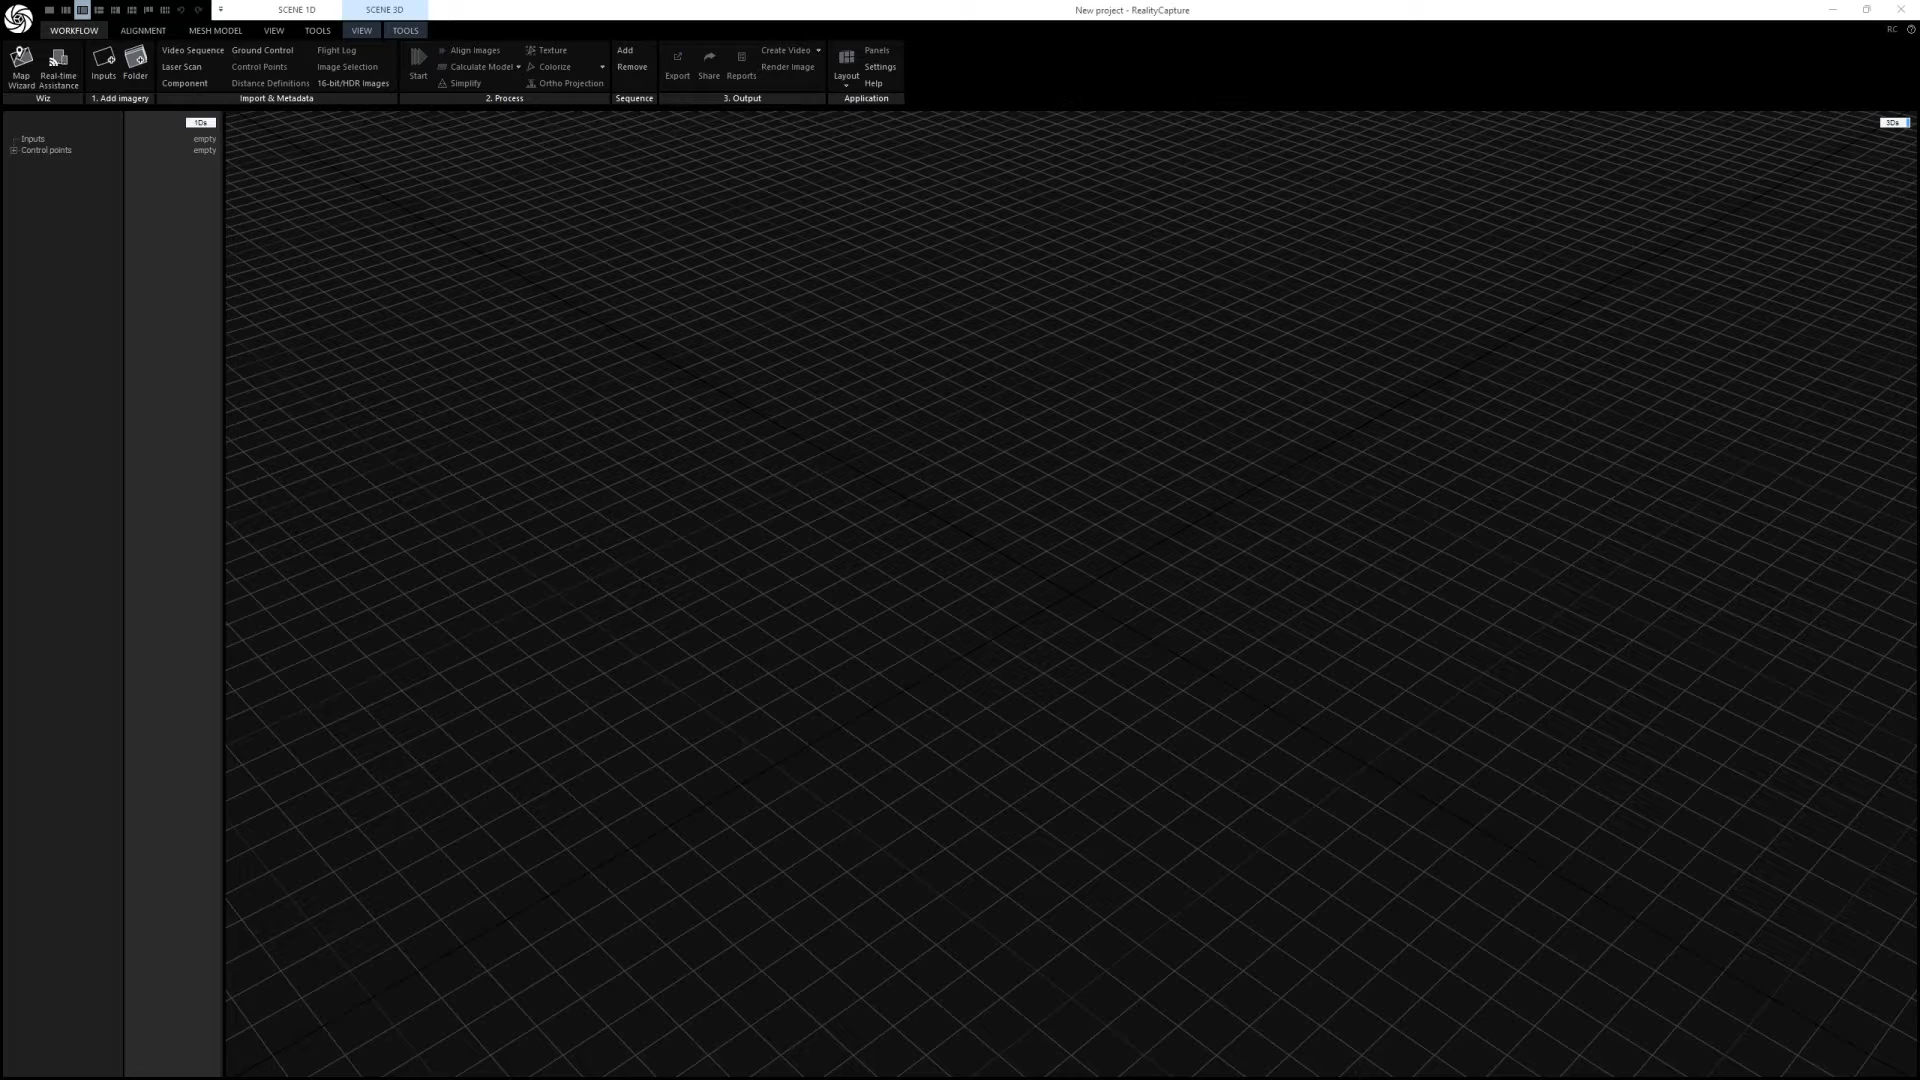 SCENE 1D SCENE 3D New project - RealityCapture
WORKFLOW ALIGNMENT MESH MODEL VIEW TOOLS VIEW TOOLS RC
Video Sequence Ground Control Flight Log Align Images Texture Add Create Video Panels
Laser Scan Control Points Image Selection Calculate Model Colorize Remove Render Image Settings
Map Wizard Real-time Assistance Inputs Folder Start Export Share Reports Layout
Component Distance Definitions 16-bit/HDR Images Simplify Ortho Projection Help
Wiz 1. Add imagery Import & Metadata 2. Process Sequence 3. Output Application
1Ds 3Ds
Inputs empty
Control points empty